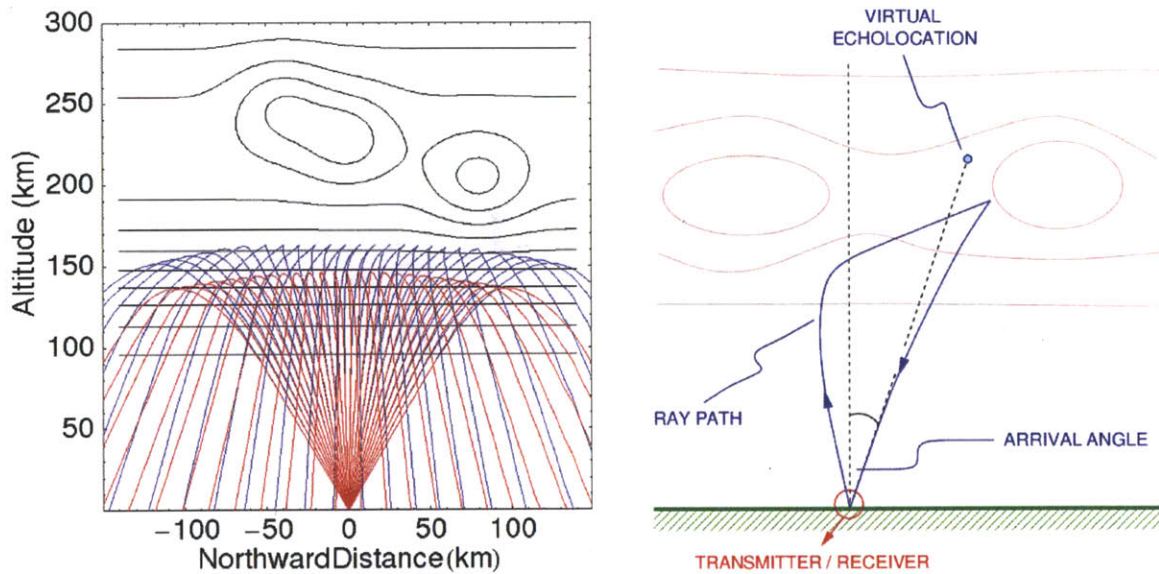 300
250
200
150
100
50
Altitude (km)
−100
−50
0
50
100
NorthwardDistance (km)
VIRTUAL
ECHOLOCATION
RAY PATH
ARRIVAL ANGLE
TRANSMITTER / RECEIVER